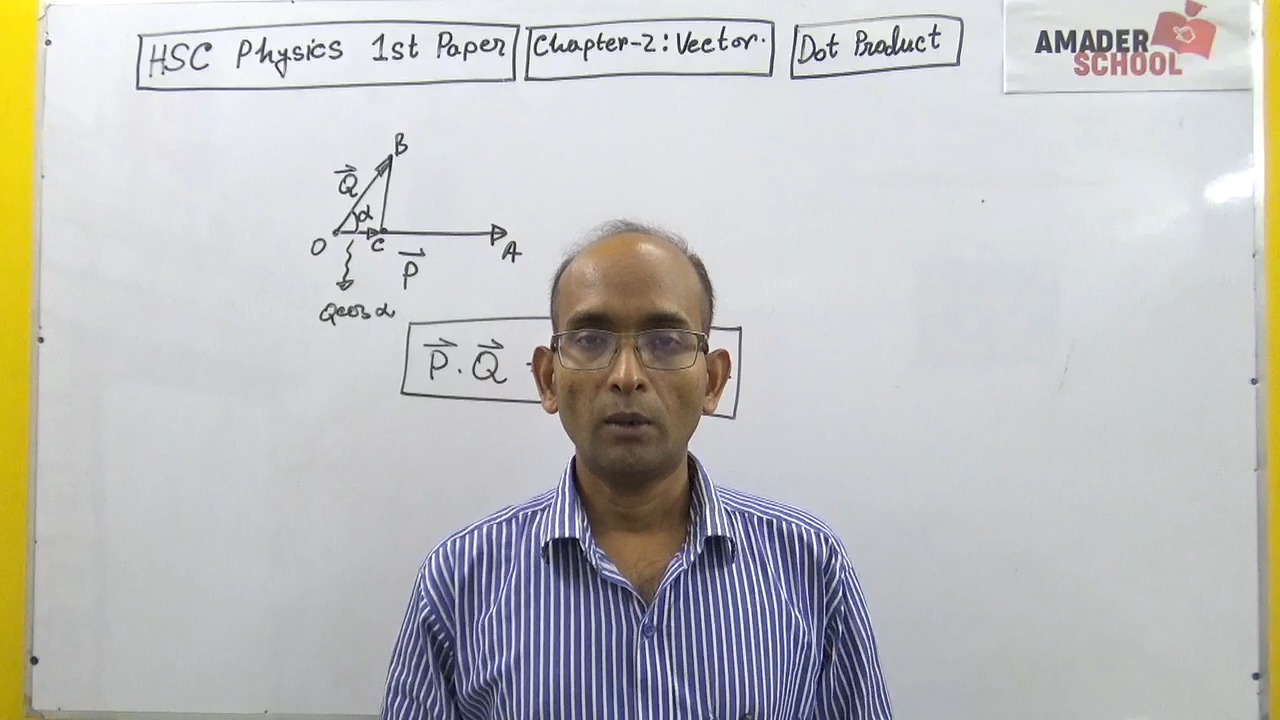 HSC Physics 1st Paper
Chapter-2: Vector.
Dot Product
AMADER
SCHOOL
B
Q⃗
α
O
C
A
P⃗
Qcosα
P⃗ . Q⃗